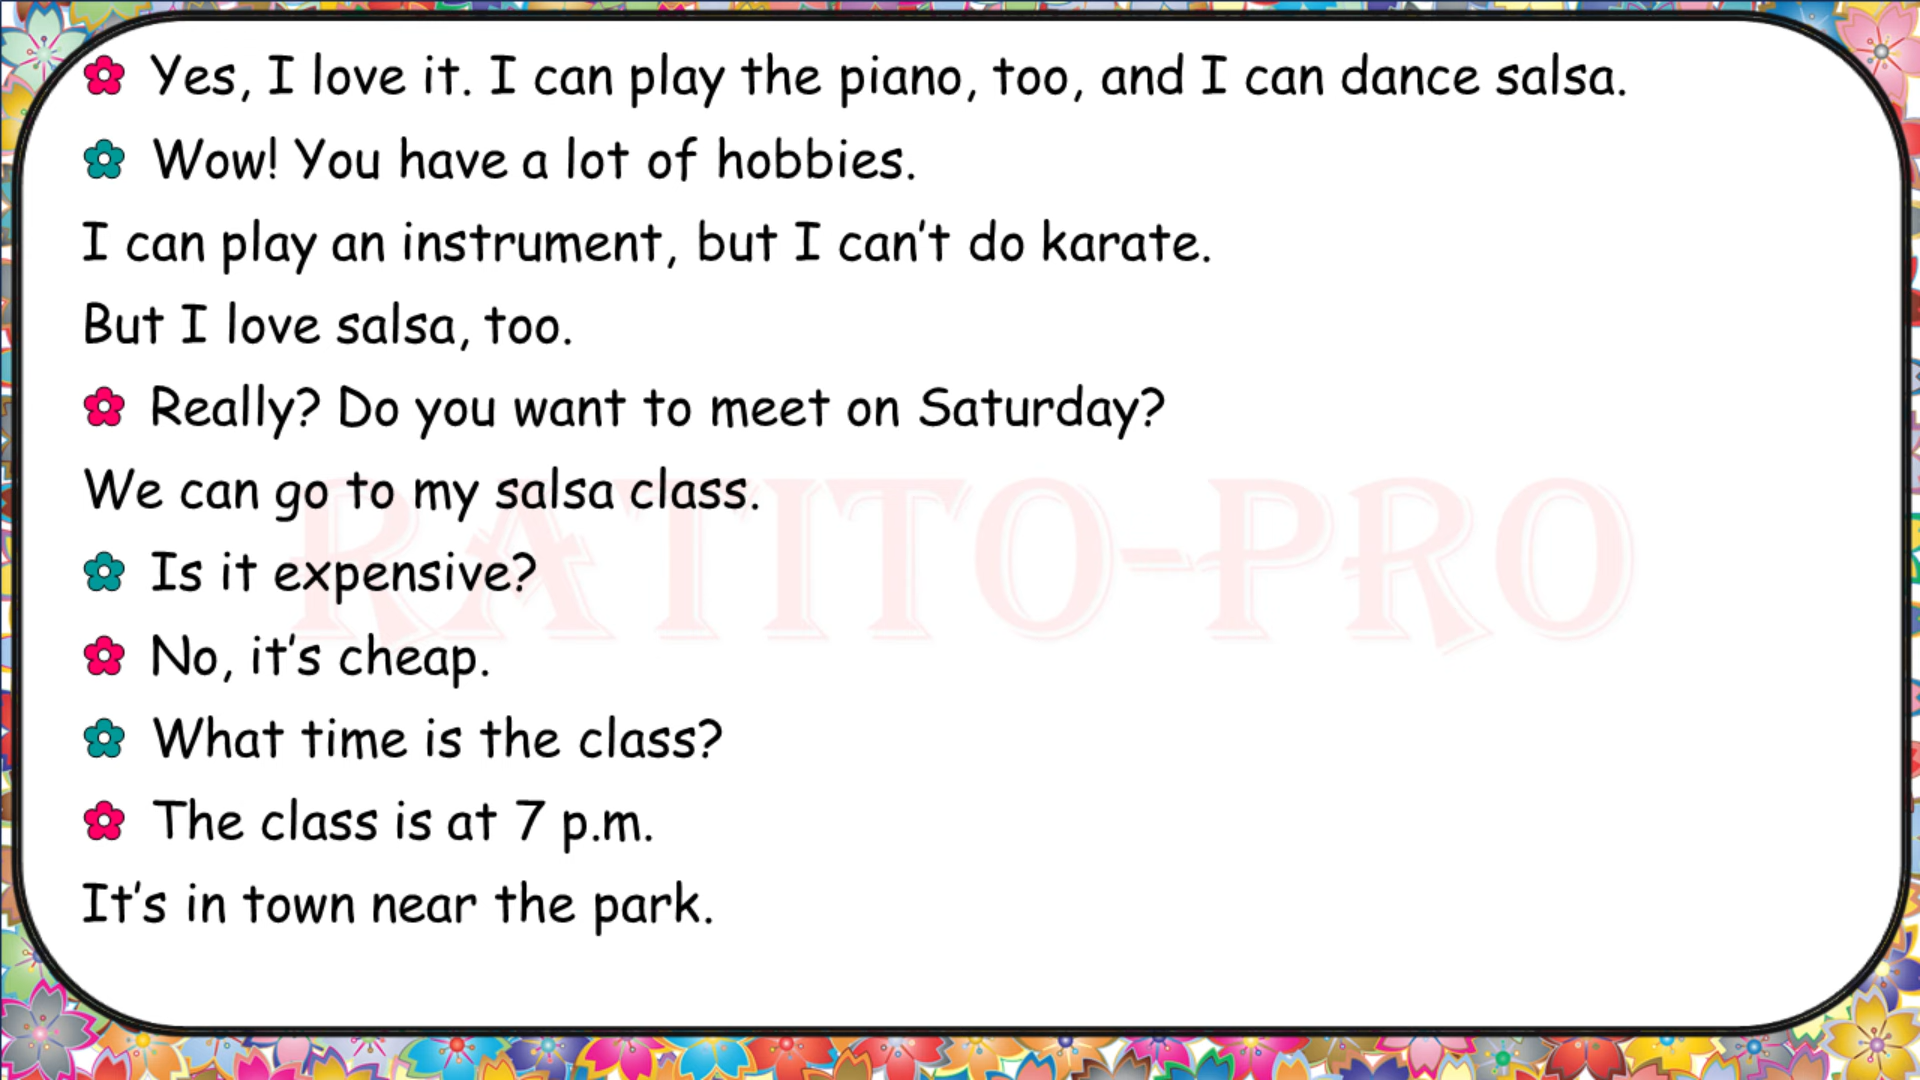 Yes, I love it. I can play the piano, too, and I can dance salsa.
Wow! You have a lot of hobbies.
I can play an instrument, but I can’t do karate.
But I love salsa, too.
Really? Do you want to meet on Saturday?
We can go to my salsa class.
RATITO-PRO
Is it expensive?
No, it’s cheap.
What time is the class?
The class is at 7 p.m.
It’s in town near the park.